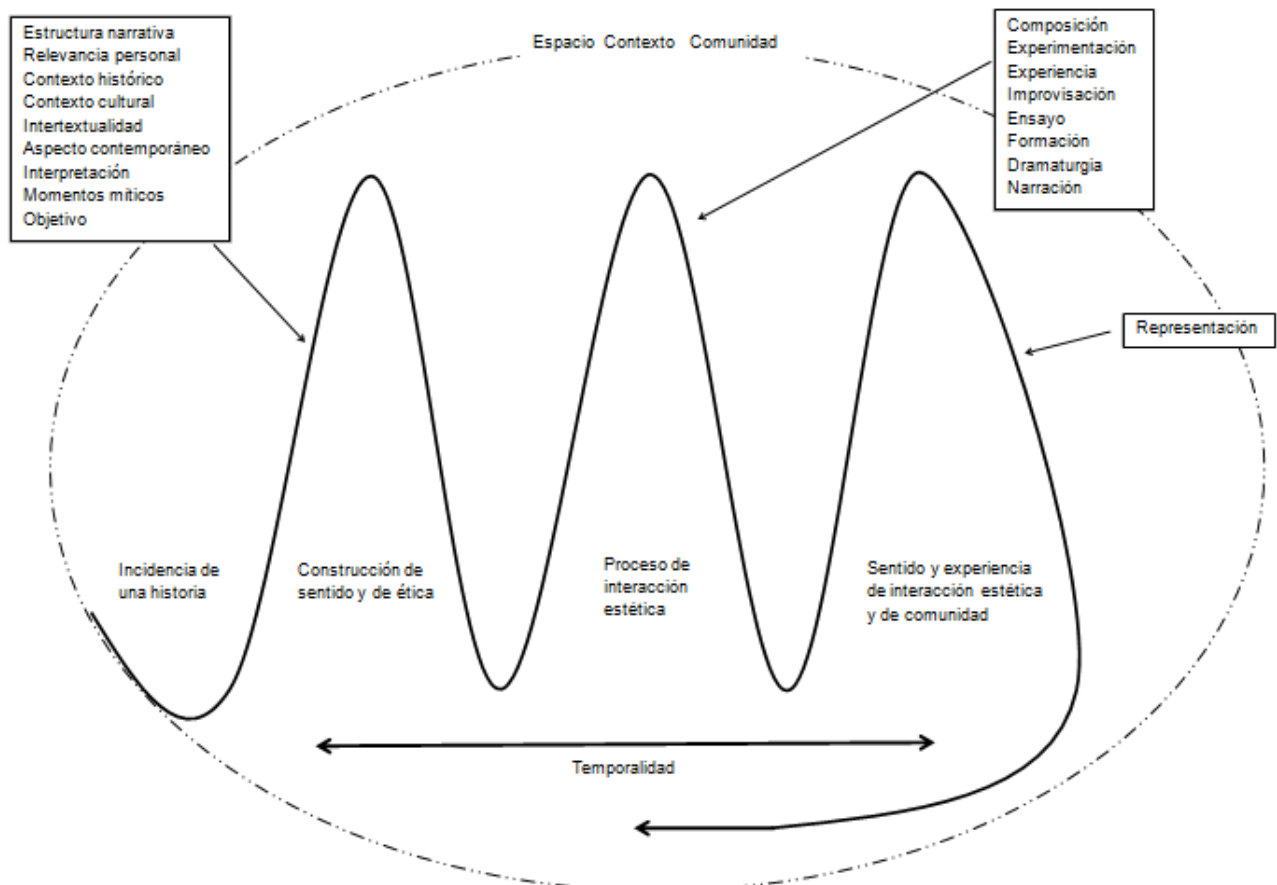 Estructura narrativa
Relevancia personal
Contexto histórico
Contexto cultural
Intertextualidad
Aspecto contemporáneo
Interpretación
Momentos míticos
Objetivo
Espacio Contexto Comunidad
Composición
Experimentación
Experiencia
Improvisación
Ensayo
Formación
Dramaturgia
Narración
Representación
Incidencia de
una historia
Construcción de
sentido y de ética
Proceso de
interacción
estética
Sentido y experiencia
de interacción estética
y de comunidad
Temporalidad